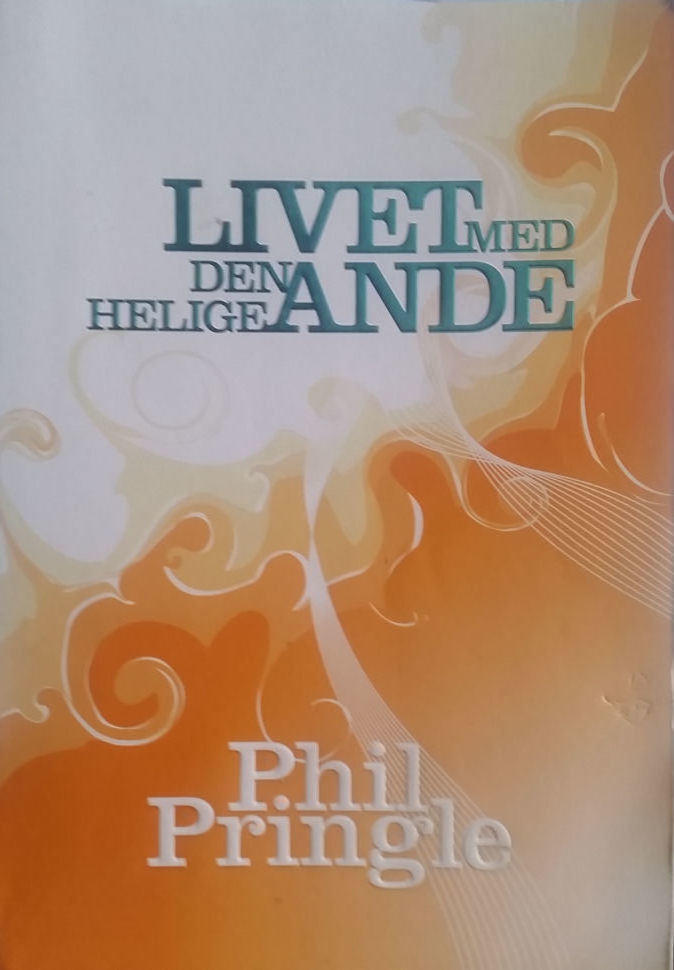 LIVET MED
DEN ANDE
HELIGE
Phil
Pringle